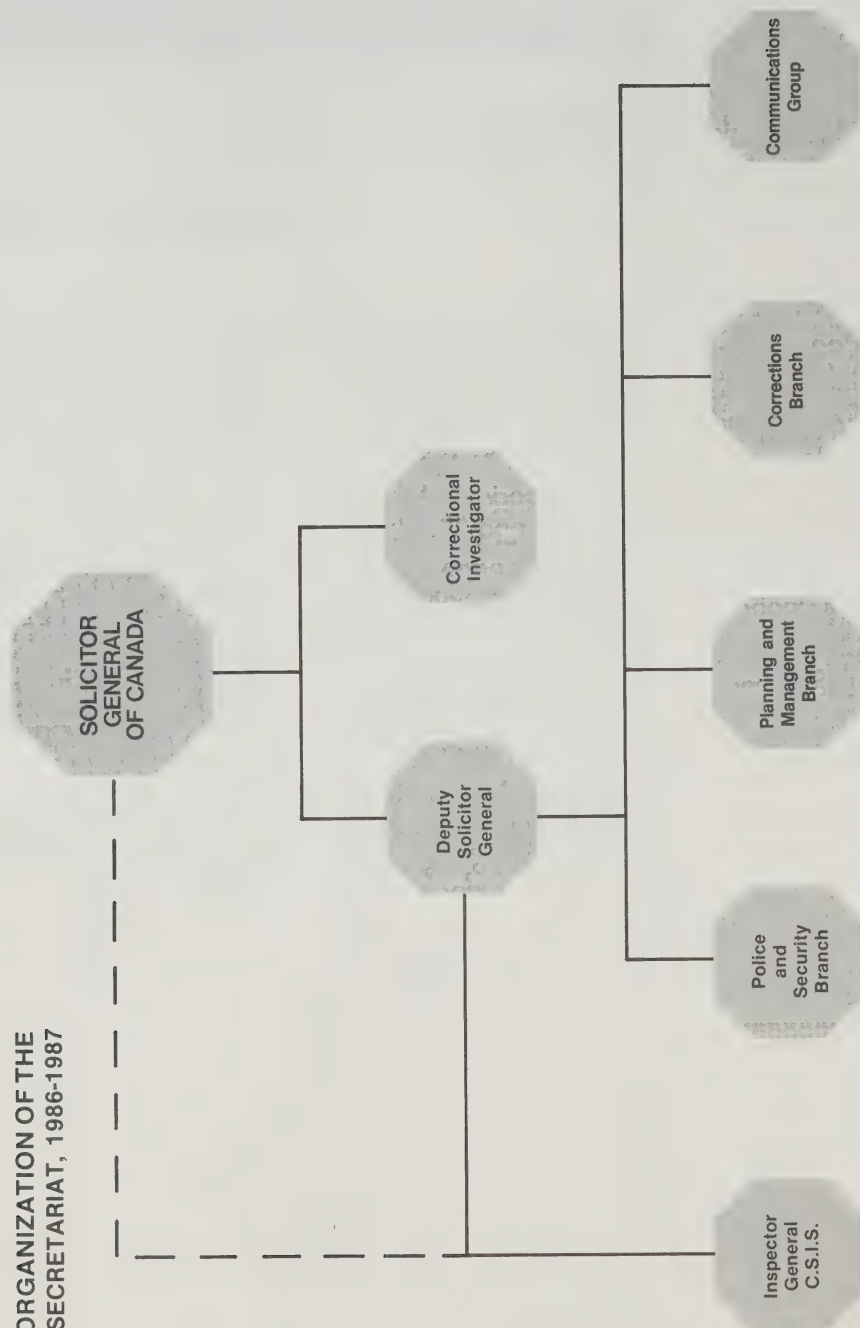 ORGANIZATION OF THE
SECRETARIAT, 1986-1987
SOLICITOR
GENERAL
OF CANADA
Deputy
Solicitor
General
Correctional
Investigator
Inspector
General
C.S.I.S.
Police
and
Security
Branch
Planning and
Management
Branch
Corrections
Branch
Communications
Group